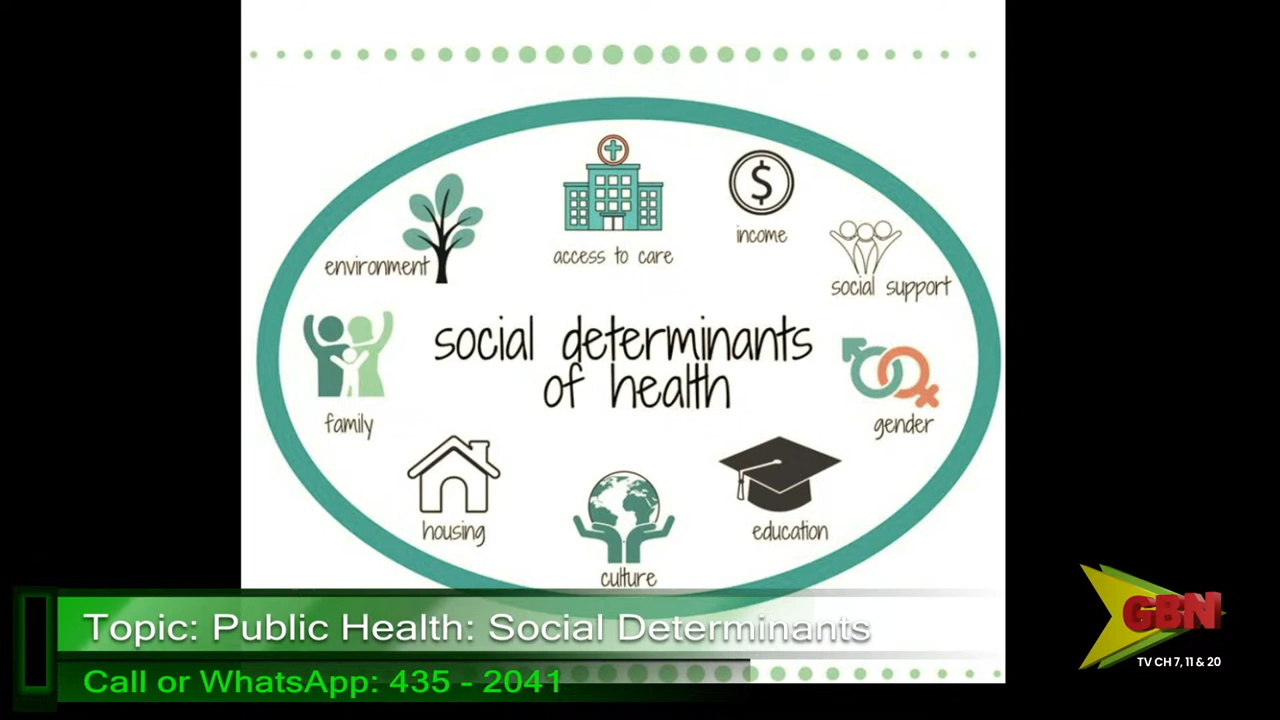 access to care
income
environment
social support
social determinants
of health
family
gender
housing
education
culture
Topic: Public Health: Social Determinants
Call or WhatsApp: 435 - 2041
GBN
TV CH 7, 11 & 20